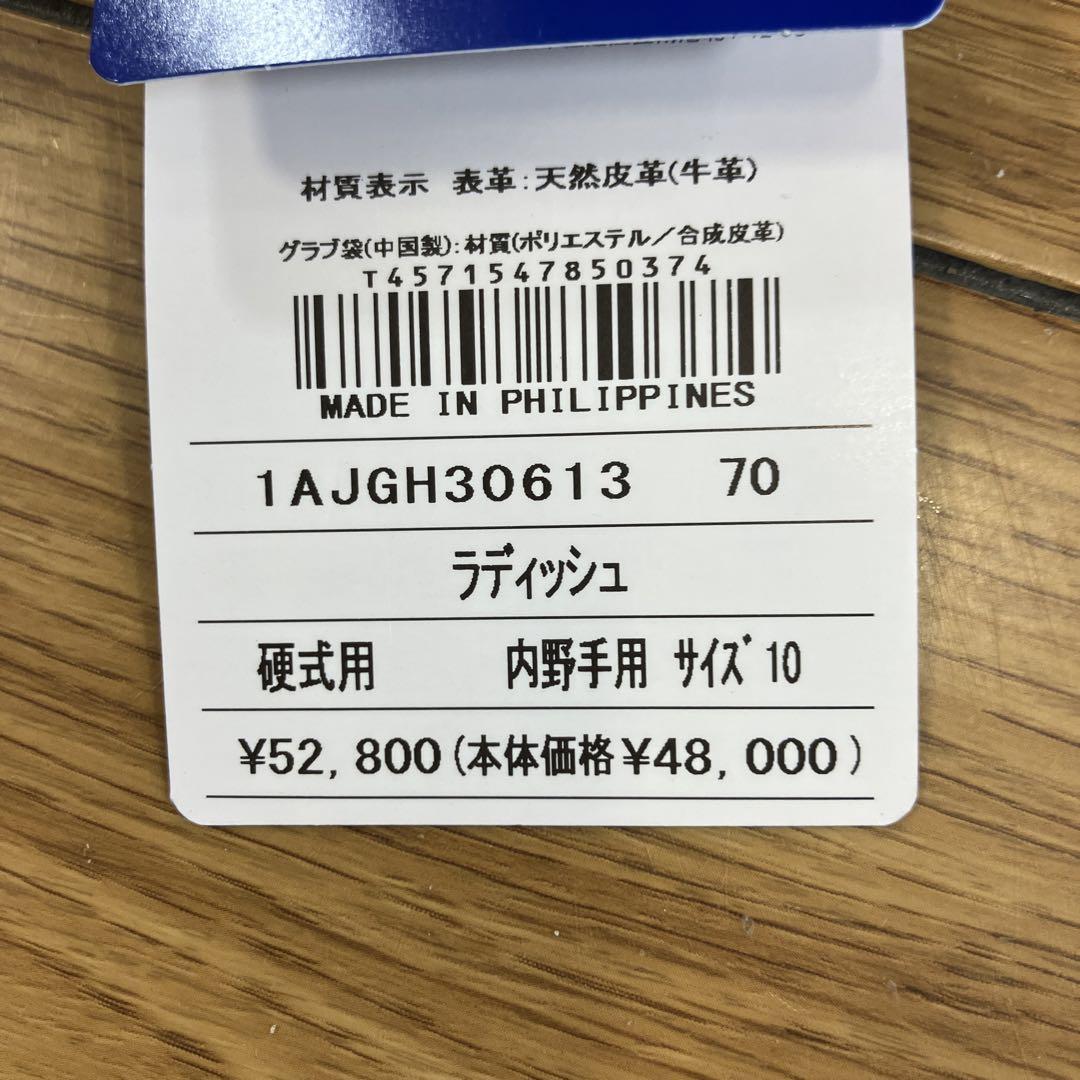 材質表示 表革:天然皮革(牛革)
グラブ袋(中国製):材質(ポリエステル/合成皮革)
T4571547850374
MADE IN PHILIPPINES
1AJGH30613 70
ラディッシュ
硬式用 内野手用 サイズ10
¥52,800(本体価格¥48,000)